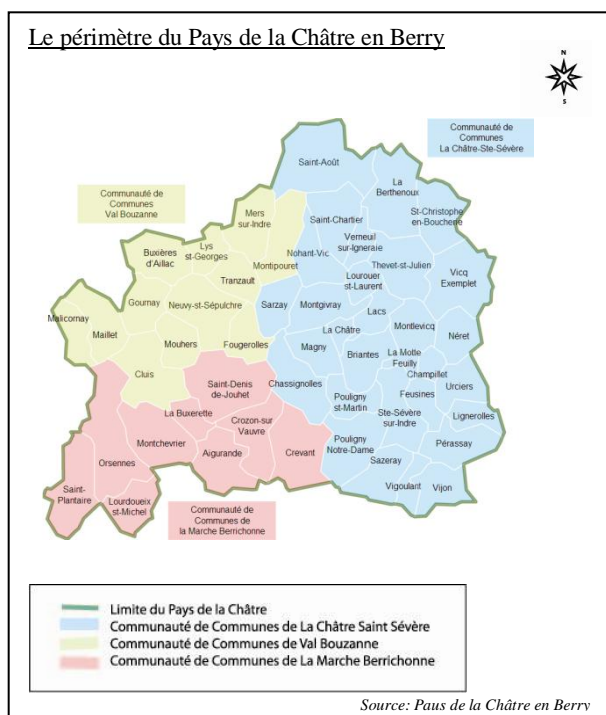 Le périmètre du Pays de la Châtre en Berry
N
S
Communauté de
Communes
La Châtre-Ste-Sévère
Saint-Août
La
Berthenoux
Communauté de
Communes
Val Bouzanne
St-Christophe
en-Boucherie
Mers
sur-Indre
Saint-Chartier
Verneuil
sur-Igneraie
Lys
st-Georges
Buxières
d'Aillac
Nohant-Vic
Montipouret
Thevet-st-Julien
Tranzault
Lourouer
st-Laurent
Vicq
Exemplet
Gournay
Neuvy-st-Sépulchre
Sarzay
Montgivray
Lacs
Malicornay
Maillet
La Châtre
Montlevicq
Néret
Mouhers
Fougerolles
Magny
Briantes
La Motte
Feuilly
Champillet
Cluis
Saint-Denis
de-Jouhet
Chassignolles
Urciers
Feusines
Pouligny
st-Martin
La Buxerette
Ste-Sévère
sur-Indre
Lignerolles
Crozon-sur
Vauvre
Montchevrier
Pouligny
Notre-Dame
Pérassay
Aigurande
Crevant
Orsennes
Sazeray
Saint-
Plantaire
Vigoulant
Vijon
Lourdoueix
st-Michel
Communauté de
Communes de
la Marche Berrichonne
Limite du Pays de la Châtre
Communauté de Communes de La Châtre Saint Sévère
Communauté de Communes de Val Bouzanne
Communauté de Communes de La Marche Berrichonne
Source: Paus de la Châtre en Berry